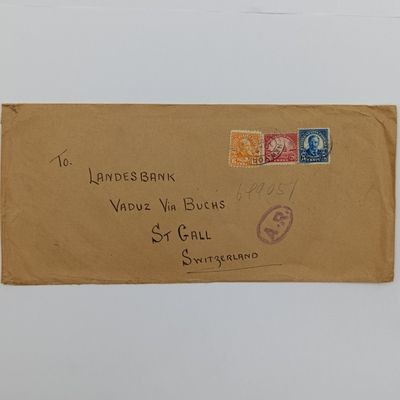 To.
LANDESBANK
VADUZ VIA BUCHS
ST GALL
SWITZERLAND
A.R.